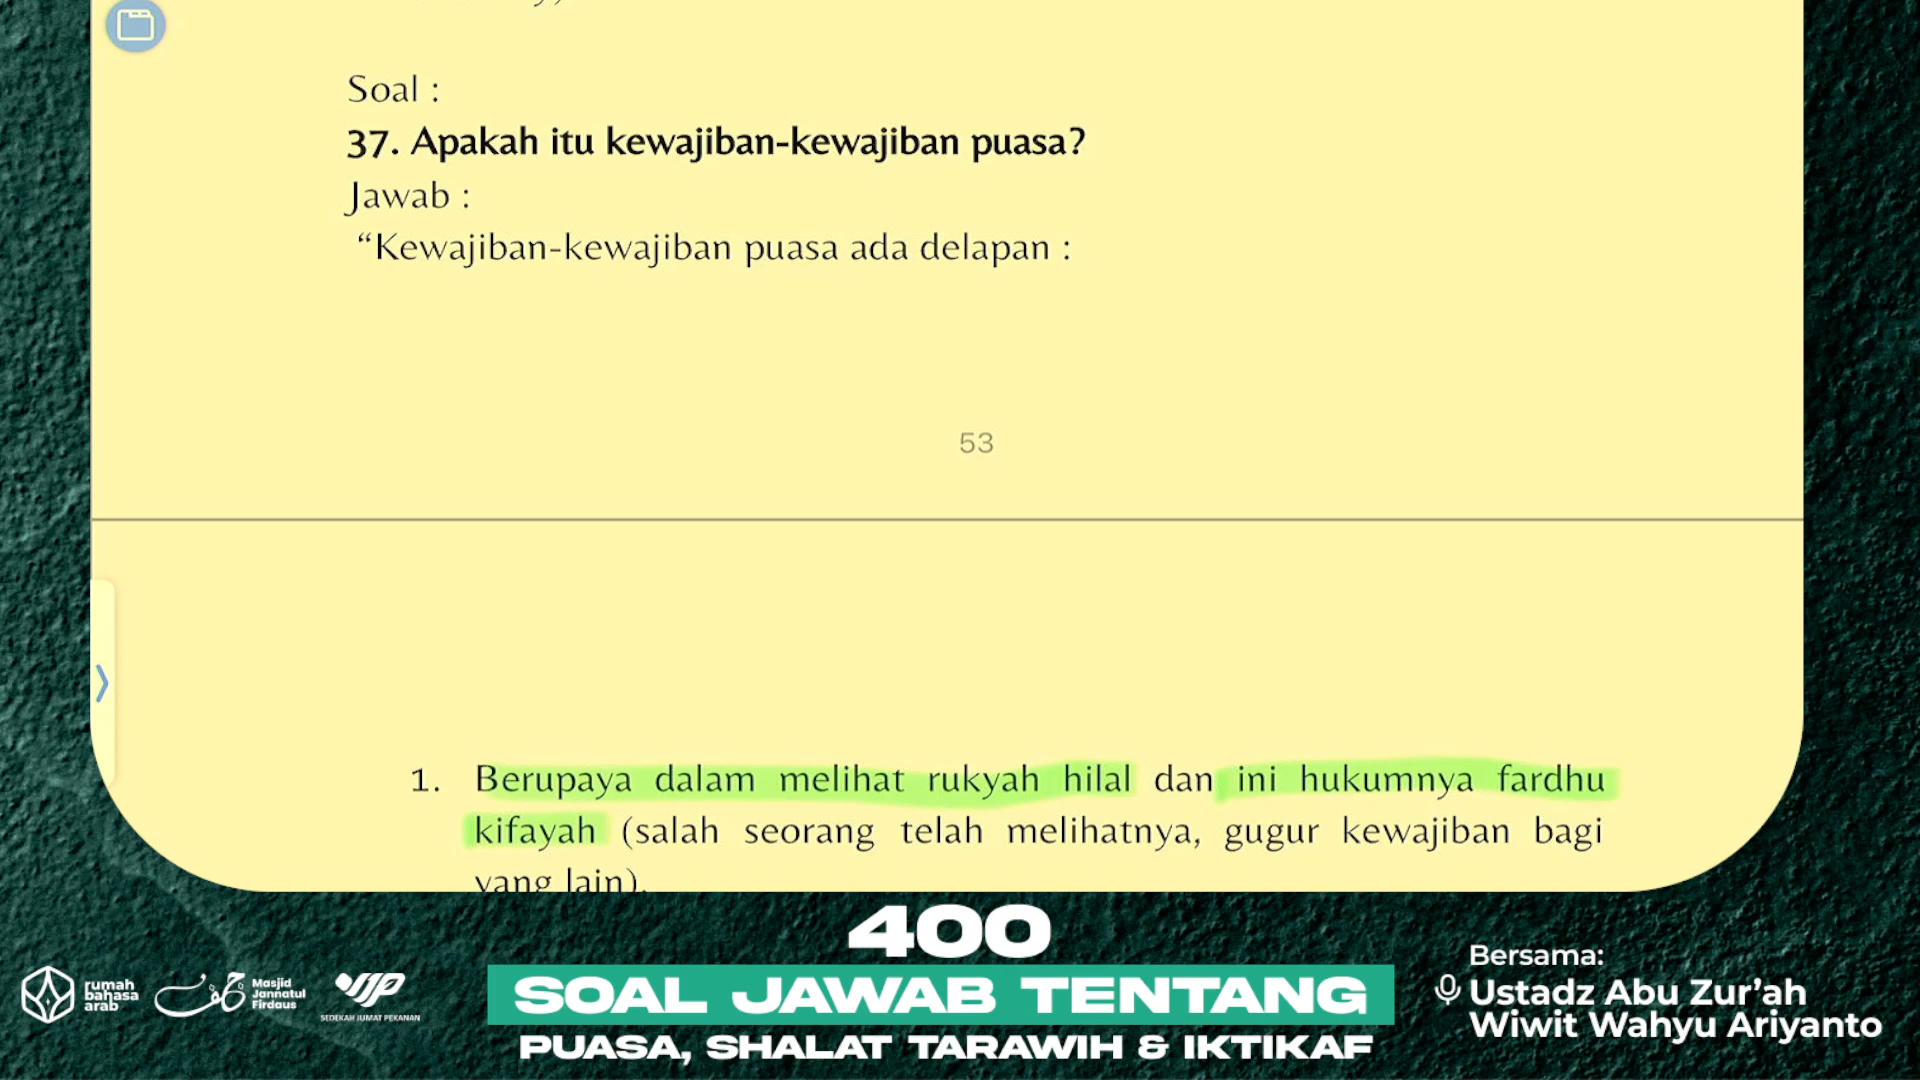 Soal :
37. Apakah itu kewajiban-kewajiban puasa?
Jawab :
“Kewajiban-kewajiban puasa ada delapan :
53
1. Berupaya dalam melihat rukyah hilal dan ini hukumnya fardhu
kifayah (salah seorang telah melihatnya, gugur kewajiban bagi
yang lain).
400
SOAL JAWAB TENTANG
PUASA, SHALAT TARAWIH & IKTIKAF
Bersama:
Ustadz Abu Zur’ah
Wiwit Wahyu Ariyanto
rumah
bahasa
arab
Masjid
Jannatul
Firdaus
SEDEKAH JUMAT PEKANAN